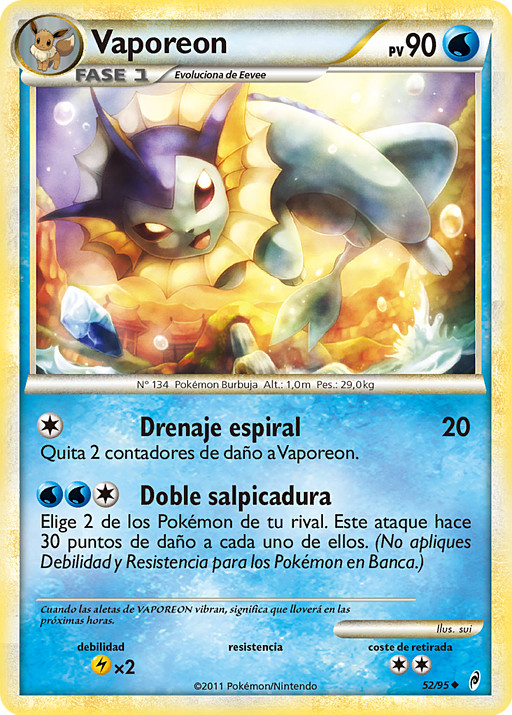 Vaporeon
PV 90
FASE 1
Evoluciona de Eevee
Nº 134 Pokémon Burbuja Alt.: 1,0m Pes.: 29,0kg
Drenaje espiral 20
Quita 2 contadores de daño a Vaporeon.
Doble salpicadura
Elige 2 de los Pokémon de tu rival. Este ataque hace
30 puntos de daño a cada uno de ellos. (No apliques
Debilidad y Resistencia para los Pokémon en Banca.)
Cuando las aletas de VAPOREON vibran, significa que lloverá en las
próximas horas.
Ilus. sui
debilidad resistencia coste de retirada
×2
52/95
©2011 Pokémon/Nintendo